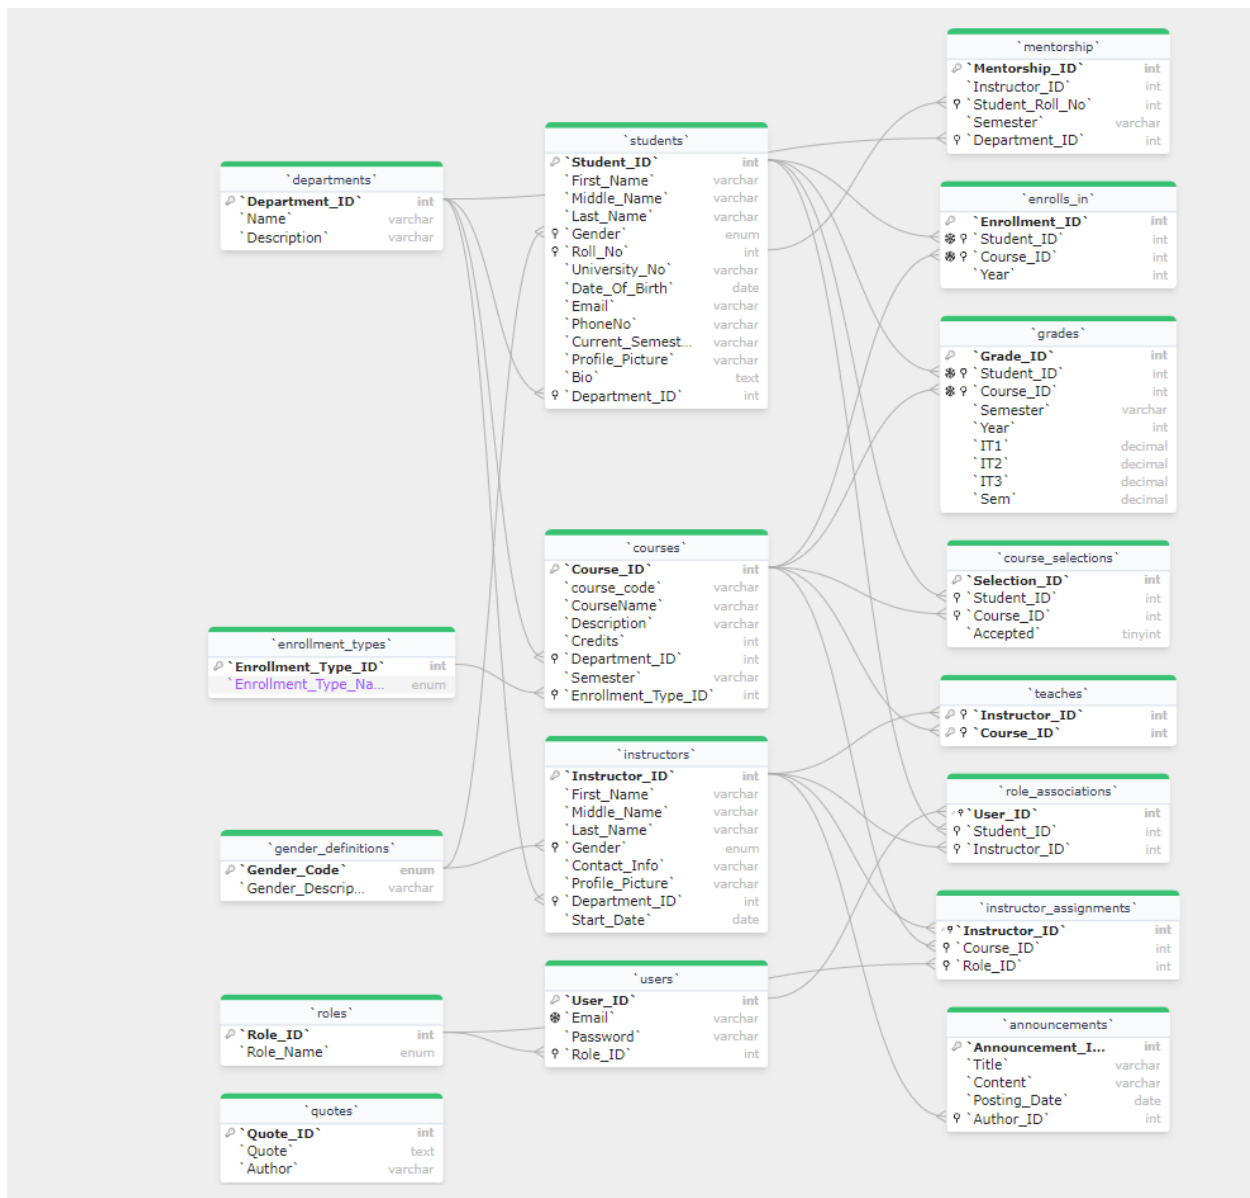 `departments`
`Department_ID` int
`Name` varchar
`Description` varchar
`enrollment_types`
`Enrollment_Type_ID` int
`Enrollment_Type_Na... enum
`gender_definitions`
`Gender_Code` enum
`Gender_Descrip... varchar
`roles`
`Role_ID` int
`Role_Name` enum
`quotes`
`Quote_ID` int
`Quote` text
`Author` varchar
`students`
`Student_ID` int
`First_Name` varchar
`Middle_Name` varchar
`Last_Name` varchar
`Gender` enum
`Roll_No` int
`University_No` varchar
`Date_Of_Birth` date
`Email` varchar
`PhoneNo` varchar
`Current_Semest... varchar
`Profile_Picture` varchar
`Bio` text
`Department_ID` int
`courses`
`Course_ID` int
`course_code` varchar
`CourseName` varchar
`Description` varchar
`Credits` int
`Department_ID` int
`Semester` varchar
`Enrollment_Type_ID` int
`instructors`
`Instructor_ID` int
`First_Name` varchar
`Middle_Name` varchar
`Last_Name` varchar
`Gender` enum
`Contact_Info` varchar
`Profile_Picture` varchar
`Department_ID` int
`Start_Date` date
`users`
`User_ID` int
`Email` varchar
`Password` varchar
`Role_ID` int
`mentorship`
`Mentorship_ID` int
`Instructor_ID` int
`Student_Roll_No` int
`Semester` varchar
`Department_ID` int
`enrolls_in`
`Enrollment_ID` int
`Student_ID` int
`Course_ID` int
`Year` int
`grades`
`Grade_ID` int
`Student_ID` int
`Course_ID` int
`Semester` varchar
`Year` int
`IT1` decimal
`IT2` decimal
`IT3` decimal
`Sem` decimal
`course_selections`
`Selection_ID` int
`Student_ID` int
`Course_ID` int
`Accepted` tinyint
`teaches`
`Instructor_ID` int
`Course_ID` int
`role_associations`
`User_ID` int
`Student_ID` int
`Instructor_ID` int
`instructor_assignments`
`Instructor_ID` int
`Course_ID` int
`Role_ID` int
`announcements`
`Announcement_I... int
`Title` varchar
`Content` varchar
`Posting_Date` date
`Author_ID` int